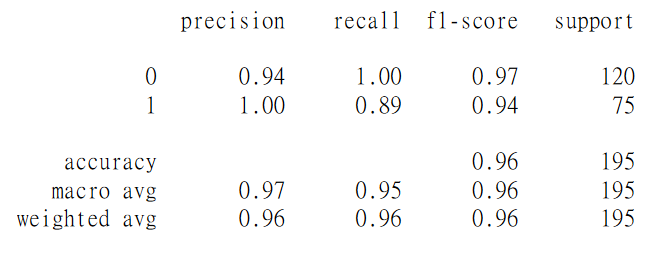 precision recall f1-score support
0 0.94 1.00 0.97 120
1 1.00 0.89 0.94 75
accuracy 0.96 195
macro avg 0.97 0.95 0.96 195
weighted avg 0.96 0.96 0.96 195